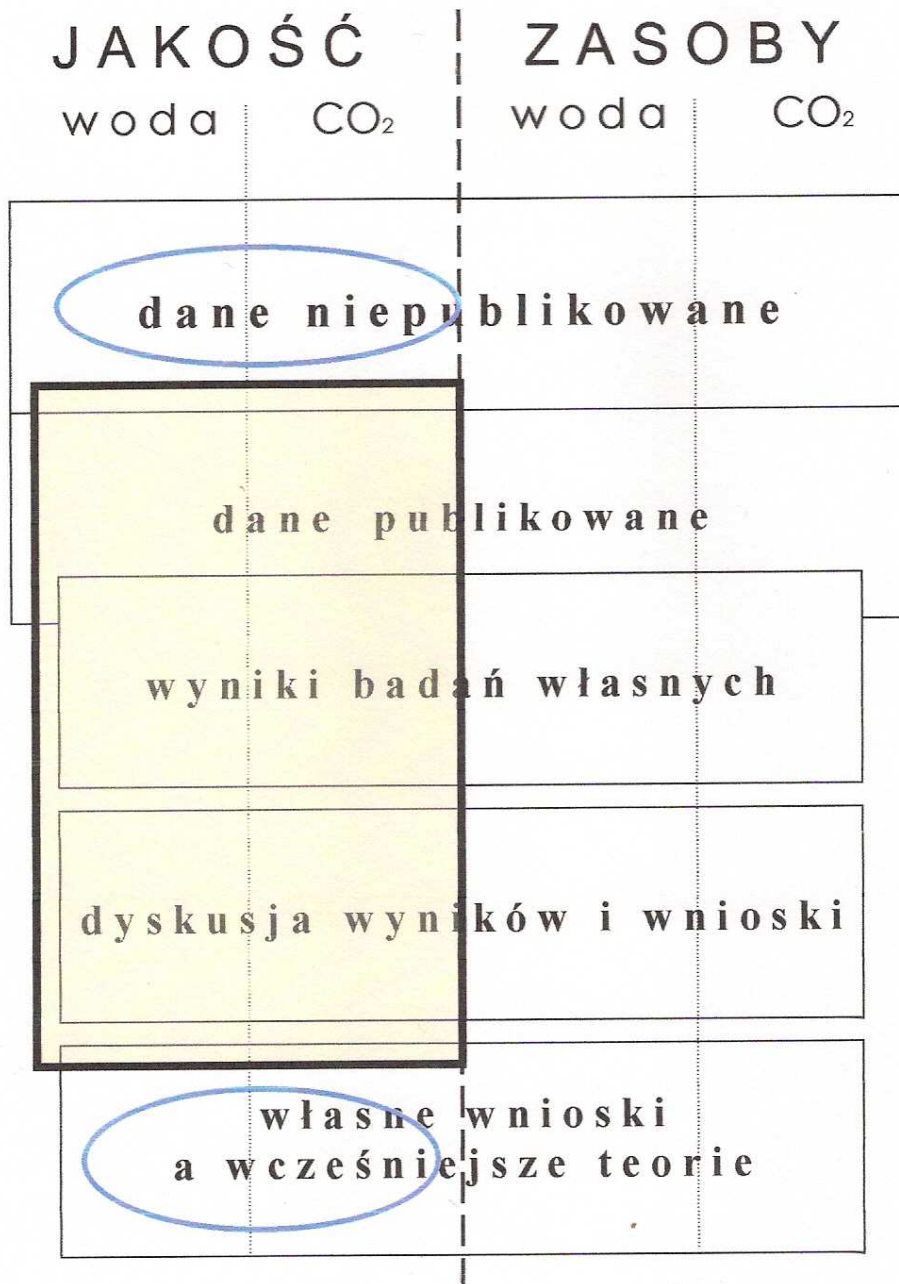 JAKOŚĆ ZASOBY
woda CO₂ woda CO₂
dane niepublikowane
dane publikowane
wyniki badań własnych
dyskusja wyników i wnioski
własne wnioski
a wcześniejsze teorie